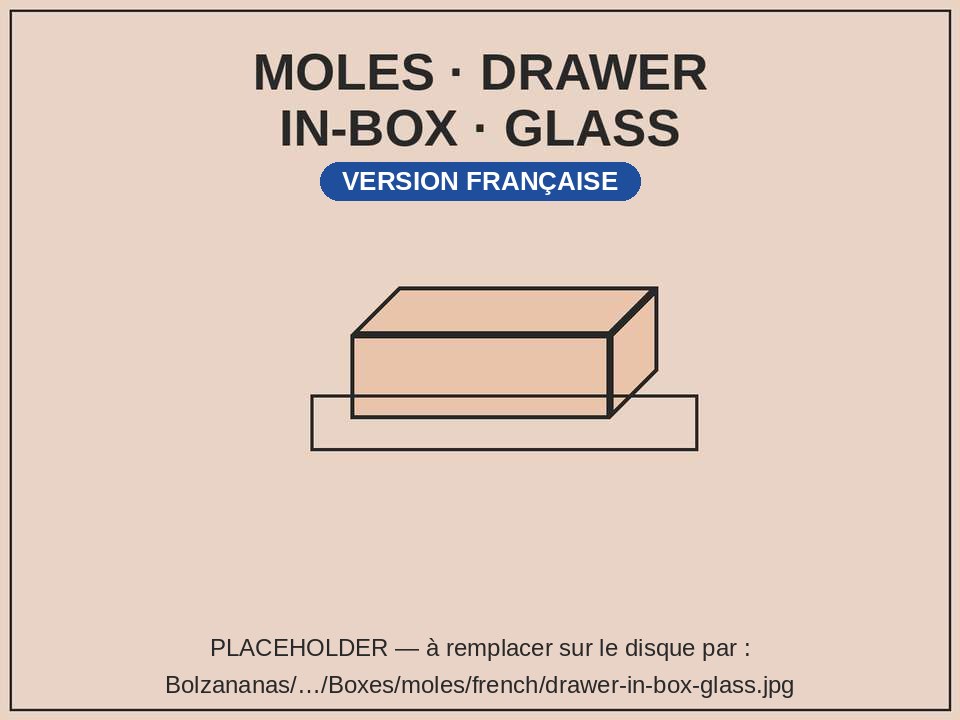 MOLES · DRAWER
IN-BOX · GLASS
VERSION FRANÇAISE
PLACEHOLDER — à remplacer sur le disque par :
Bolzananas/…/Boxes/moles/french/drawer-in-box-glass.jpg